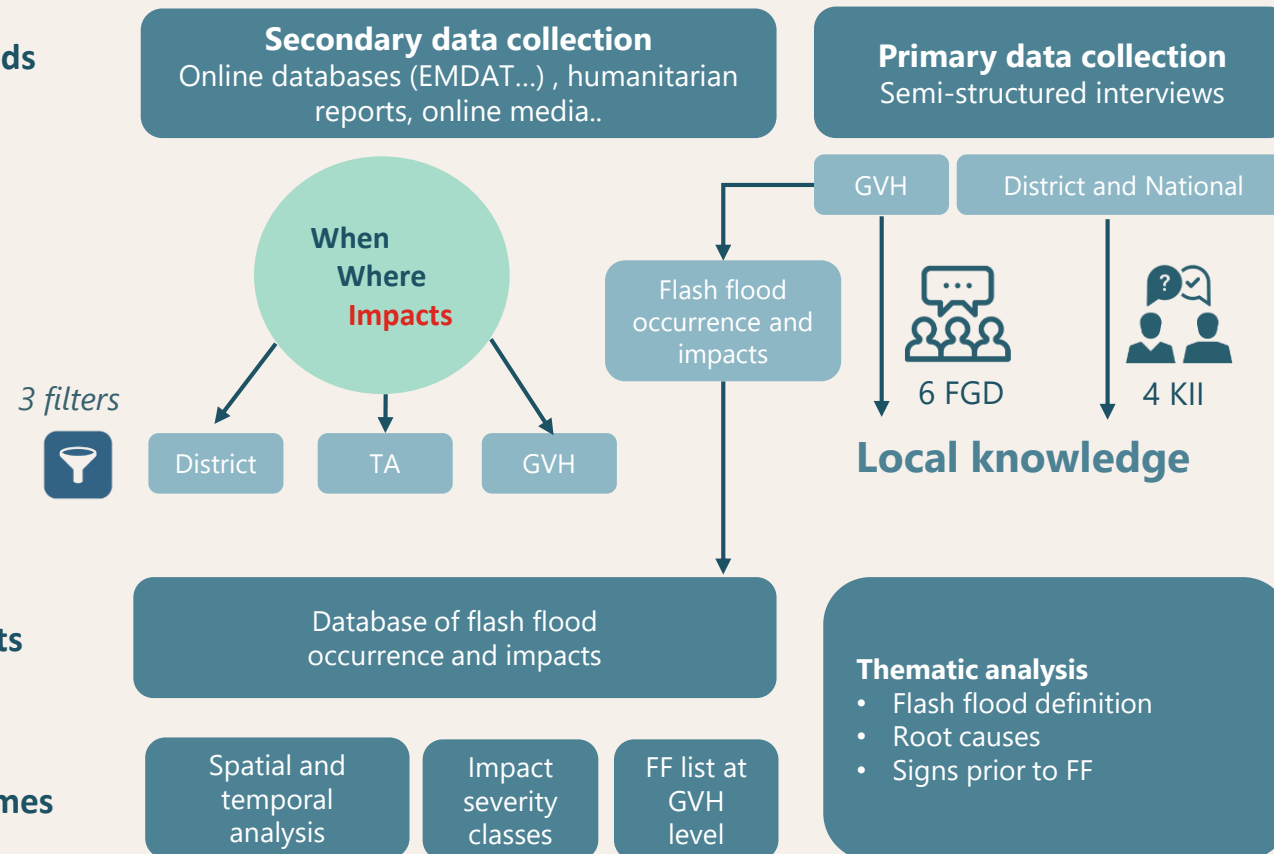 ds
Secondary data collection
Online databases (EMDAT...) , humanitarian
reports, online media..
Primary data collection
Semi-structured interviews
GVH
District and National
When
Where
Impacts
Flash flood
occurrence and
impacts
?
6 FGD
4 KII
3 filters
District
TA
GVH
Local knowledge
ts
Database of flash flood
occurrence and impacts
Thematic analysis
• Flash flood definition
• Root causes
• Signs prior to FF
mes
Spatial and
temporal
analysis
Impact
severity
classes
FF list at
GVH
level